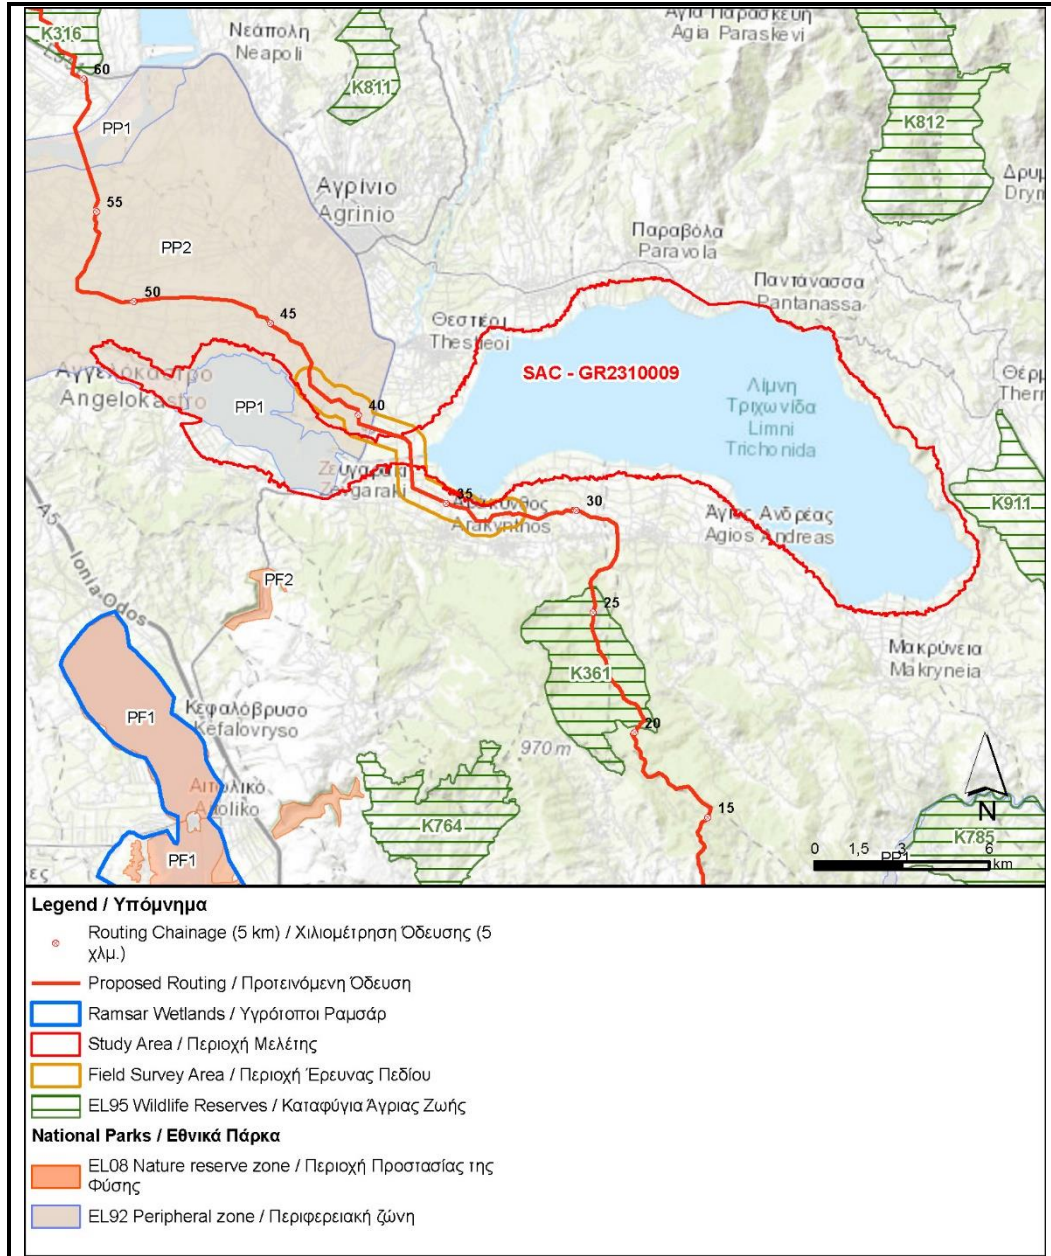 Νεάπολη
Neapoli
Αγία Παρασκευή
Agia Paraskevi
K316
60
K811
K812
PP1
Αγρίνιο
Agrinio
Δρυμ
Drym
55
Παραβόλα
Paravola
PP2
Παντάνασσα
Pantanassa
50
45
Θεστιέοι
Thestieoi
SAC - GR2310009
Αγγελόκαστρο
Angelokastro
Θέρμ
Therm
Λίμνη
Τριχωνίδα
Limni
Trichonida
PP1
40
Ζευγαράκι
Zevgaraki
35
30
K911
Αράκυνθος
Arakynthos
Άγιος Ανδρέας
Agios Andreas
A5
Ionia Odos
PF2
25
Μακρύνεια
Makryneia
K361
PF1
Κεφαλόβρυσο
Kefalovryso
20
970 m
Αιτωλικό
Aitoliko
15
N
K764
K785
PP1
0 1,5 3 6
km
PF1
ες
Legend / Υπόμνημα
Routing Chainage (5 km) / Χιλιομέτρηση Όδευσης (5
χλμ.)
Proposed Routing / Προτεινόμενη Όδευση
Ramsar Wetlands / Υγρότοποι Ραμσάρ
Study Area / Περιοχή Μελέτης
Field Survey Area / Περιοχή Έρευνας Πεδίου
EL95 Wildlife Reserves / Καταφύγια Άγριας Ζωής
National Parks / Εθνικά Πάρκα
EL08 Nature reserve zone / Περιοχή Προστασίας της
Φύσης
EL92 Peripheral zone / Περιφερειακή ζώνη